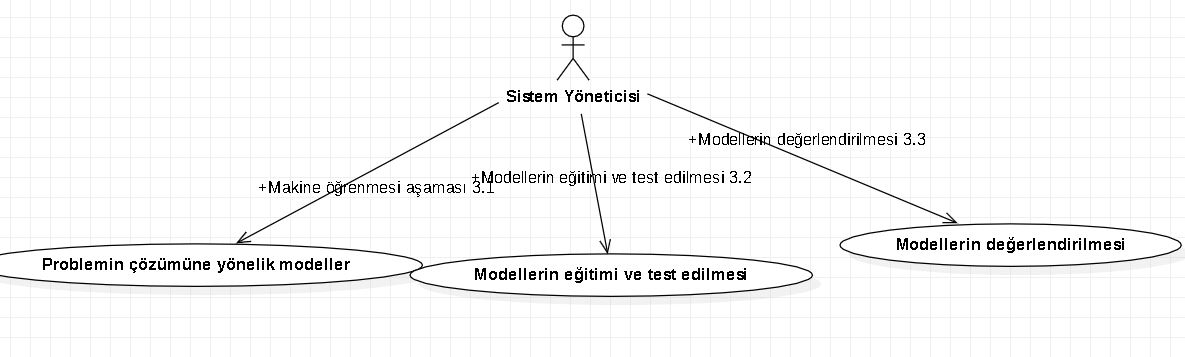 Sistem Yöneticisi
+Modellerin değerlendirilmesi 3.3
+Makine öğrenmesi aşaması 3.1
+Modellerin eğitimi ve test edilmesi 3.2
Problemin çözümüne yönelik modeller
Modellerin eğitimi ve test edilmesi
Modellerin değerlendirilmesi